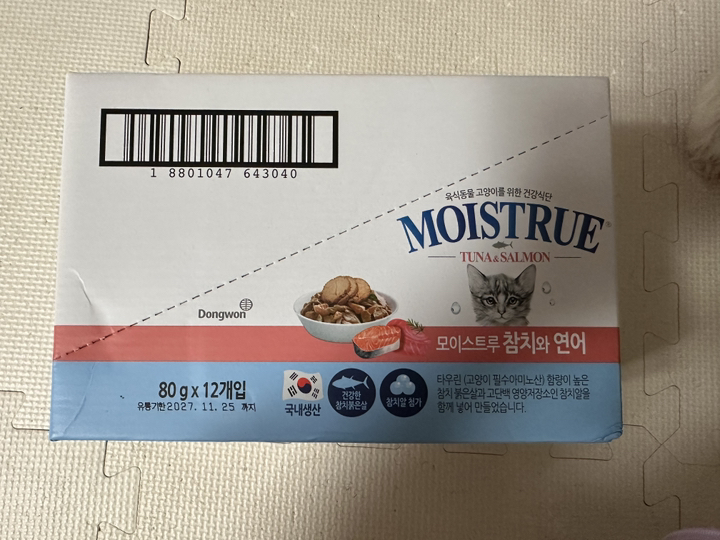 1 8801047 643040
육식동물 고양이를 위한 건강식단
MOISTRUE®
TUNA & SALMON
Dongwon
모이스트루 참치와 연어
80 g x 12개입
유통기한 2027. 11. 25 까지
국내생산
건강한
참치붉은살
참치알 첨가
타우린 (고양이 필수아미노산) 함량이 높은
참치 붉은살과 고단백 영양저장소인 참치알을
함께 넣어 만들었습니다.